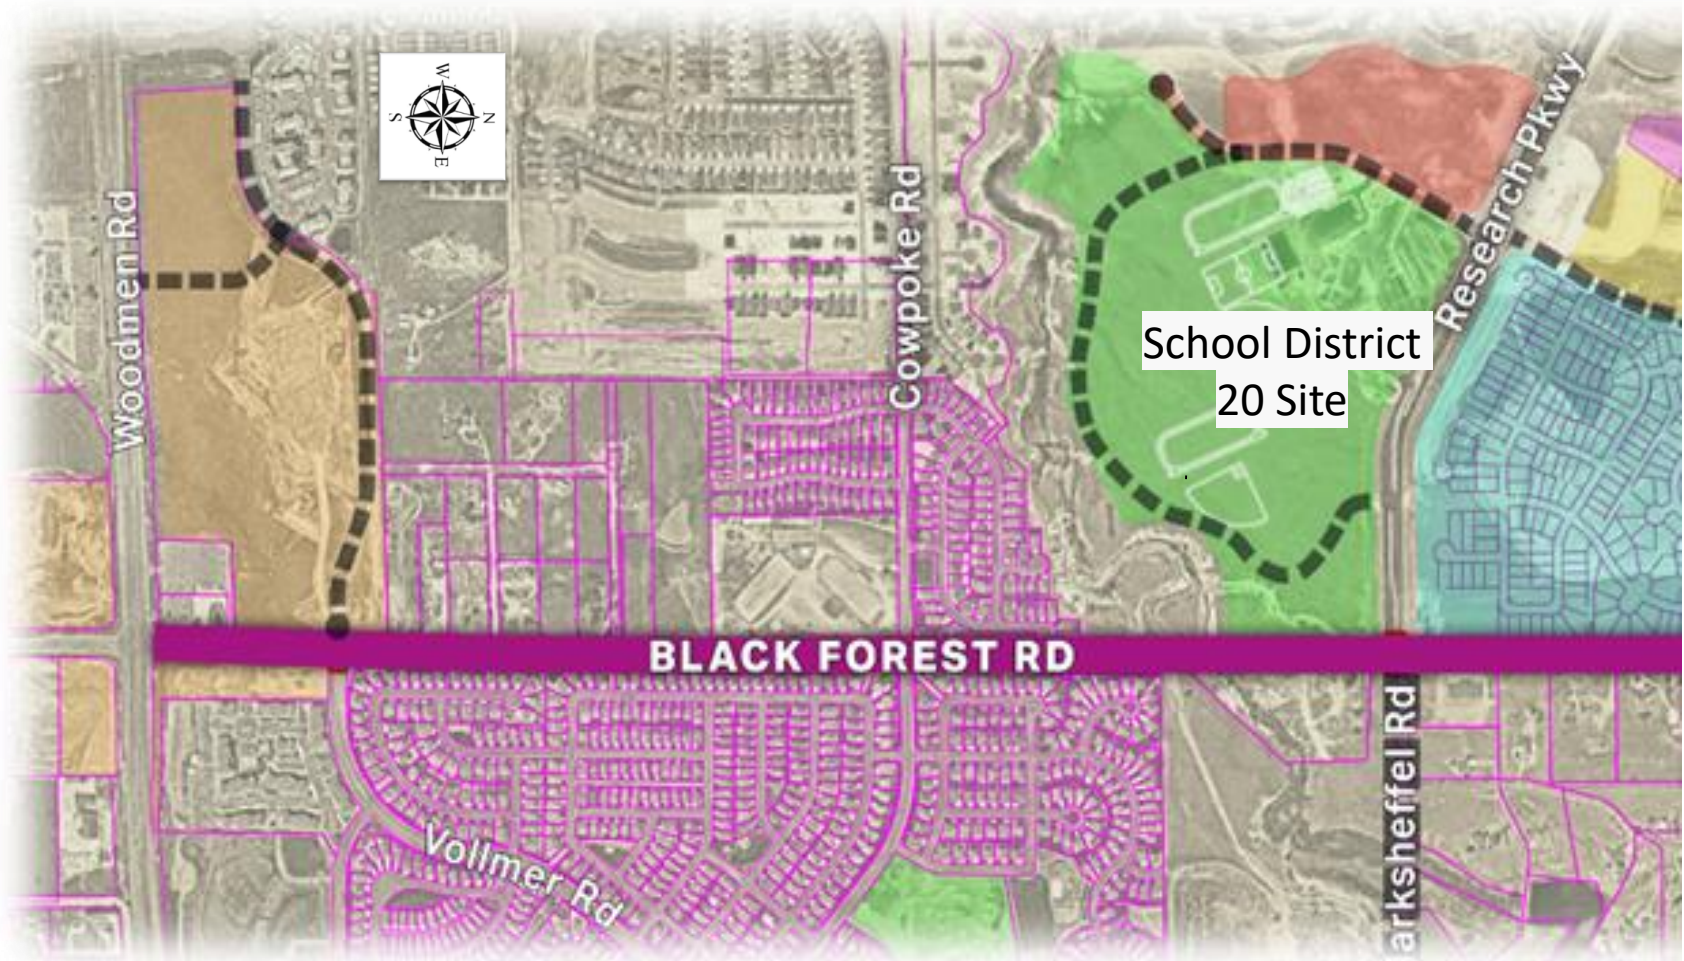 W
N
S
E
Woodmen Rd
Cowpoke Rd
Research Pkwy
School District
20 Site
BLACK FOREST RD
Vollmer Rd
arksheffel Rd